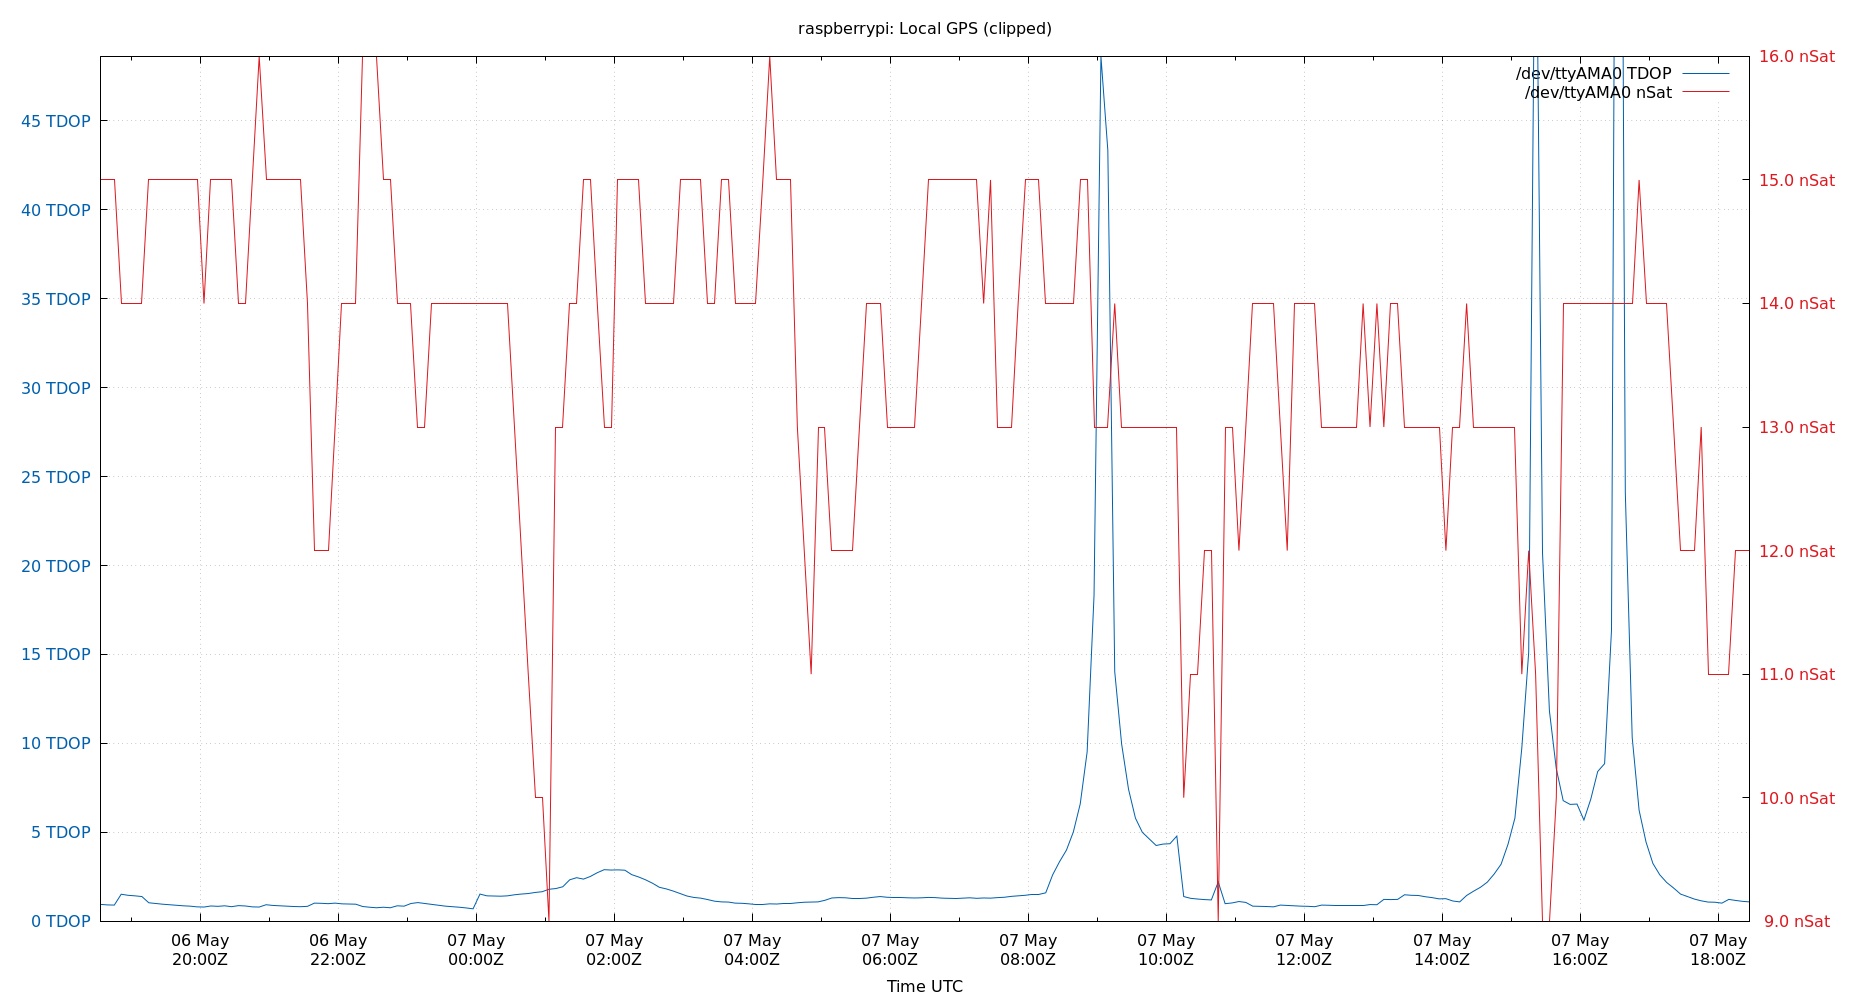 raspberrypi: Local GPS (clipped)
/dev/ttyAMA0 TDOP
/dev/ttyAMA0 nSat
45 TDOP
40 TDOP
35 TDOP
30 TDOP
25 TDOP
20 TDOP
15 TDOP
10 TDOP
5 TDOP
0 TDOP
16.0 nSat
15.0 nSat
14.0 nSat
13.0 nSat
12.0 nSat
11.0 nSat
10.0 nSat
9.0 nSat
06 May 06 May 07 May 07 May 07 May 07 May 07 May 07 May 07 May 07 May 07 May 07 May
20:00Z 22:00Z 00:00Z 02:00Z 04:00Z 06:00Z 08:00Z 10:00Z 12:00Z 14:00Z 16:00Z 18:00Z
Time UTC